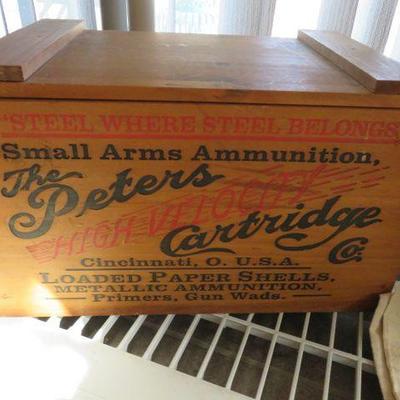 "STEEL WHERE STEEL BELONGS
Small Arms Ammunition,
The Peters
HIGH VELOCITY
Cartridge Co.
Cincinnati, O. U.S.A.
LOADED PAPER SHELLS,
METALLIC AMMUNITION,
Primers, Gun Wads.